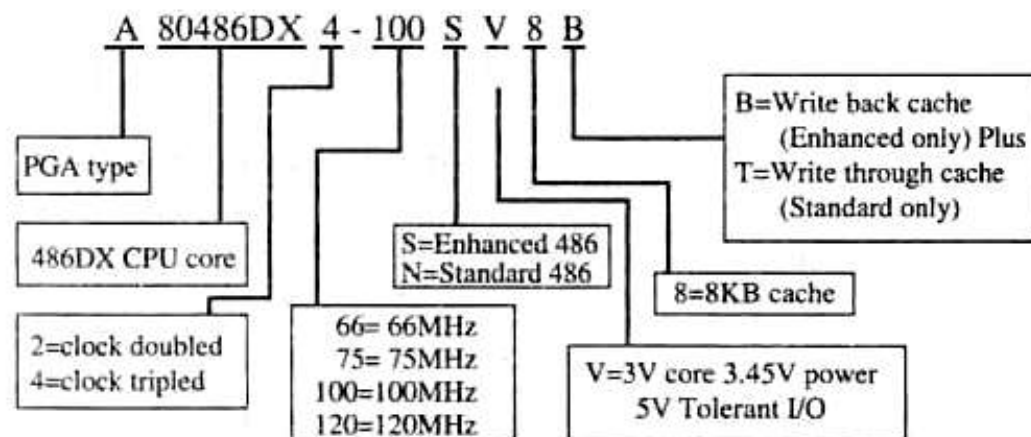 A 80486DX 4 - 100 S V 8 B
B=Write back cache
(Enhanced only) Plus
T=Write through cache
(Standard only)
PGA type
486DX CPU core
S=Enhanced 486
N=Standard 486
8=8KB cache
2=clock doubled
4=clock tripled
66= 66MHz
75= 75MHz
100=100MHz
120=120MHz
V=3V core 3.45V power
5V Tolerant I/O